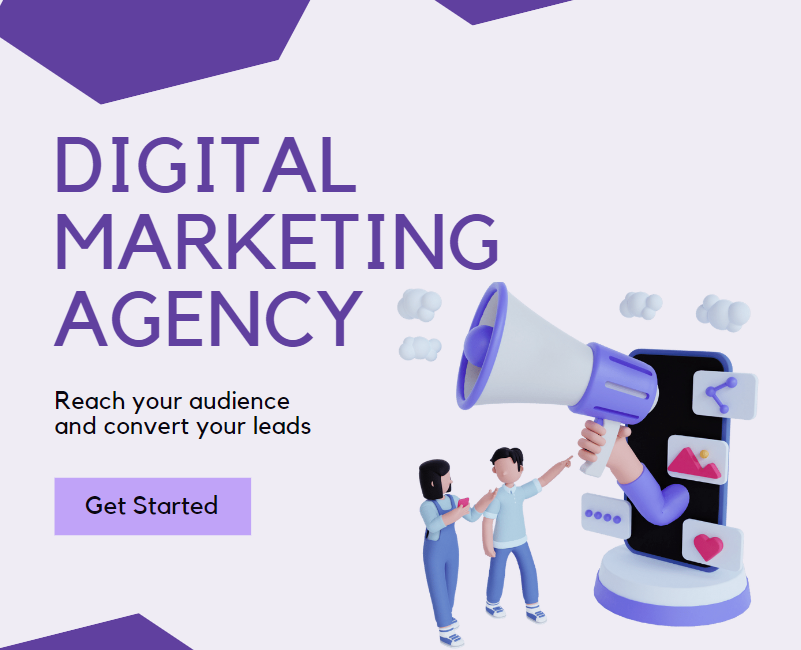 DIGITAL
MARKETING
AGENCY
Reach your audience
and convert your leads
Get Started